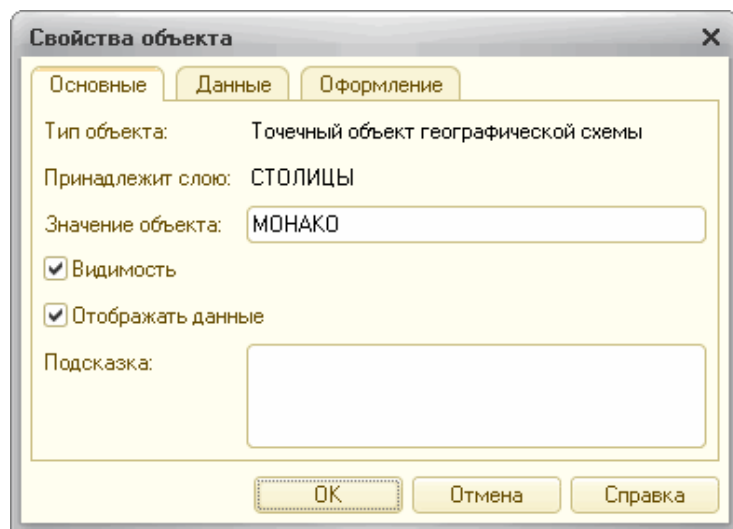 Свойства объекта
Основные Данные Оформление
Тип объекта: Точечный объект географической схемы
Принадлежит слою: СТОЛИЦЫ
Значение объекта: МОНАКО
Видимость
Отображать данные
Подсказка:
OK Отмена Справка